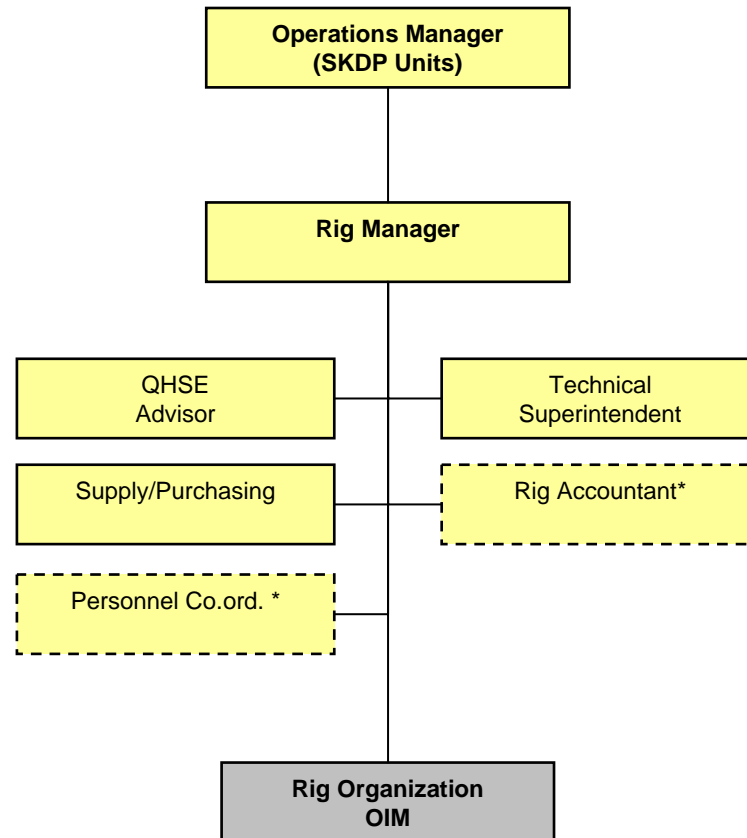 Operations Manager
(SKDP Units)
Rig Manager
QHSE
Advisor
Technical
Superintendent
Supply/Purchasing
Rig Accountant*
Personnel Co.ord. *
Rig Organization
OIM